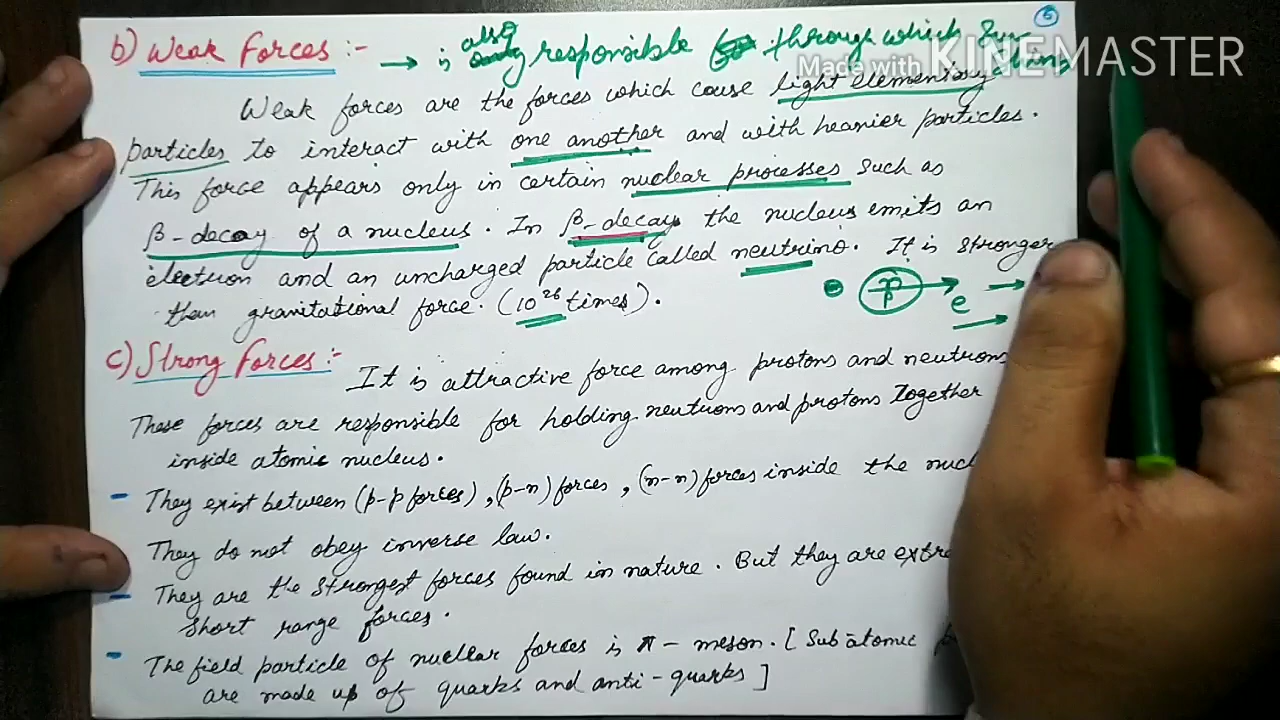 6
b) Weak Forces :- → is also responsible through which Sun shines
Made with KINEMASTER
Weak forces are the forces which cause light elementary
particles to interact with one another and with heavier particles.
This force appears only in certain nuclear processes such as
β-decay of a nucleus. In β-decay the nucleus emits an
electron and an uncharged particle called neutrino. It is stronger
than gravitational force. (10²⁶ times).
p e
c) Strong Forces :- It is attractive force among protons and neutrons
These forces are responsible for holding neutrons and protons together
inside atomic nucleus.
- They exist between (p-p forces), (p-n) forces, (n-n) forces inside the nucl
They do not obey inverse law.
- They are the strongest forces found in nature. But they are extre
short range forces.
- The field particle of nuclear forces is π - meson. [Sub atomic
are made up of quarks and anti-quarks]